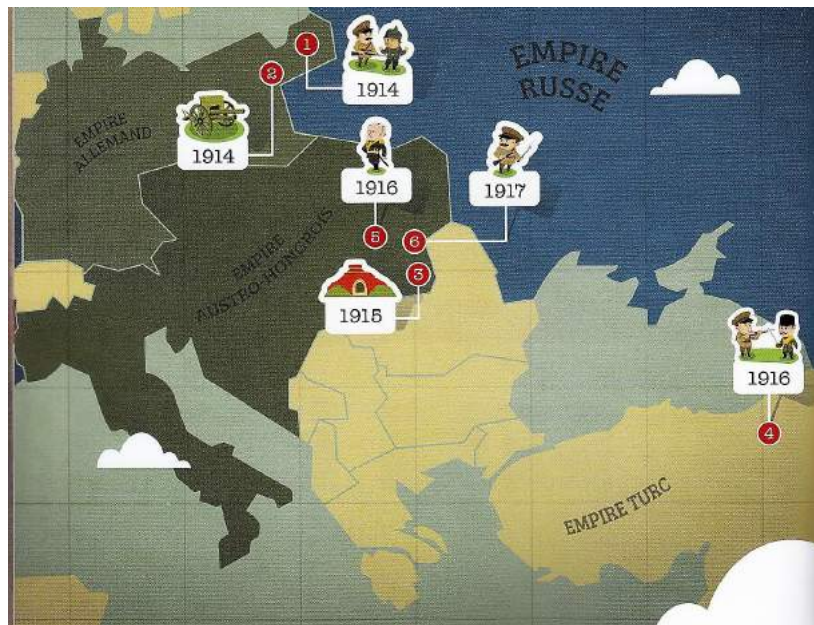 1
2
1914
EMPIRE
RUSSE
EMPIRE
ALLEMAND
1914
1916
1917
5
6
EMPIRE
AUSTRO-HONGROIS
3
1915
1916
4
EMPIRE TURC